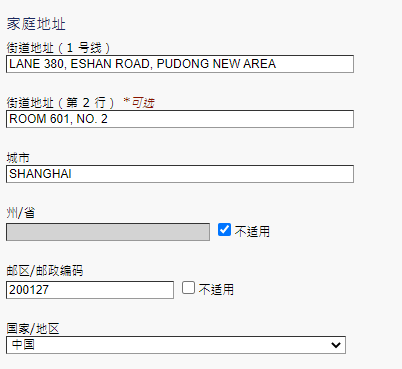 家庭地址
街道地址（1 号线）
LANE 380, ESHAN ROAD, PUDONG NEW AREA
街道地址（第 2 行） *可选
ROOM 601, NO. 2
城市
SHANGHAI
州/省
不适用
邮区/邮政编码
200127 不适用
国家/地区
中国